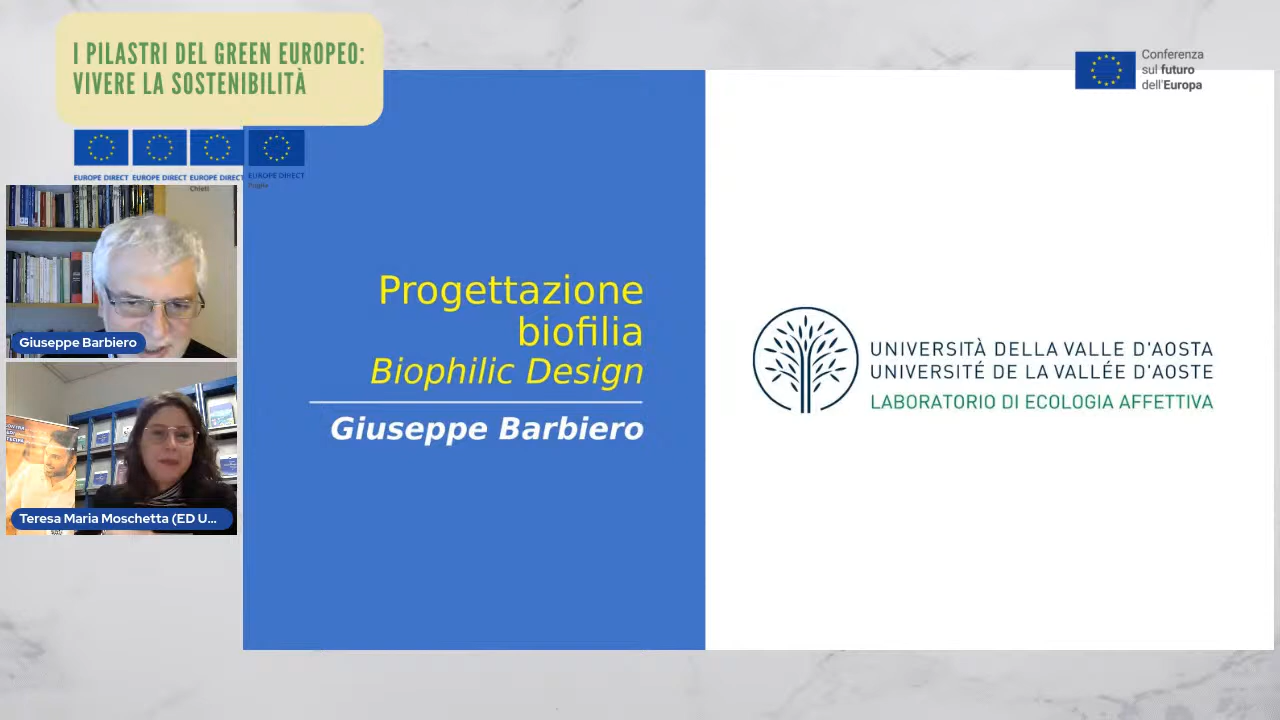 I PILASTRI DEL GREEN EUROPEO:
VIVERE LA SOSTENIBILITÀ
Conferenza
sul futuro
dell'Europa
EUROPE DIRECT EUROPE DIRECT EUROPE DIRECT EUROPE DIRECT
Chieti Puglia
Giuseppe Barbiero
Teresa Maria Moschetta (ED U...
Progettazione
biofilia
Biophilic Design
Giuseppe Barbiero
UNIVERSITÀ DELLA VALLE D'AOSTA
UNIVERSITÉ DE LA VALLÉE D'AOSTE
LABORATORIO DI ECOLOGIA AFFETTIVA